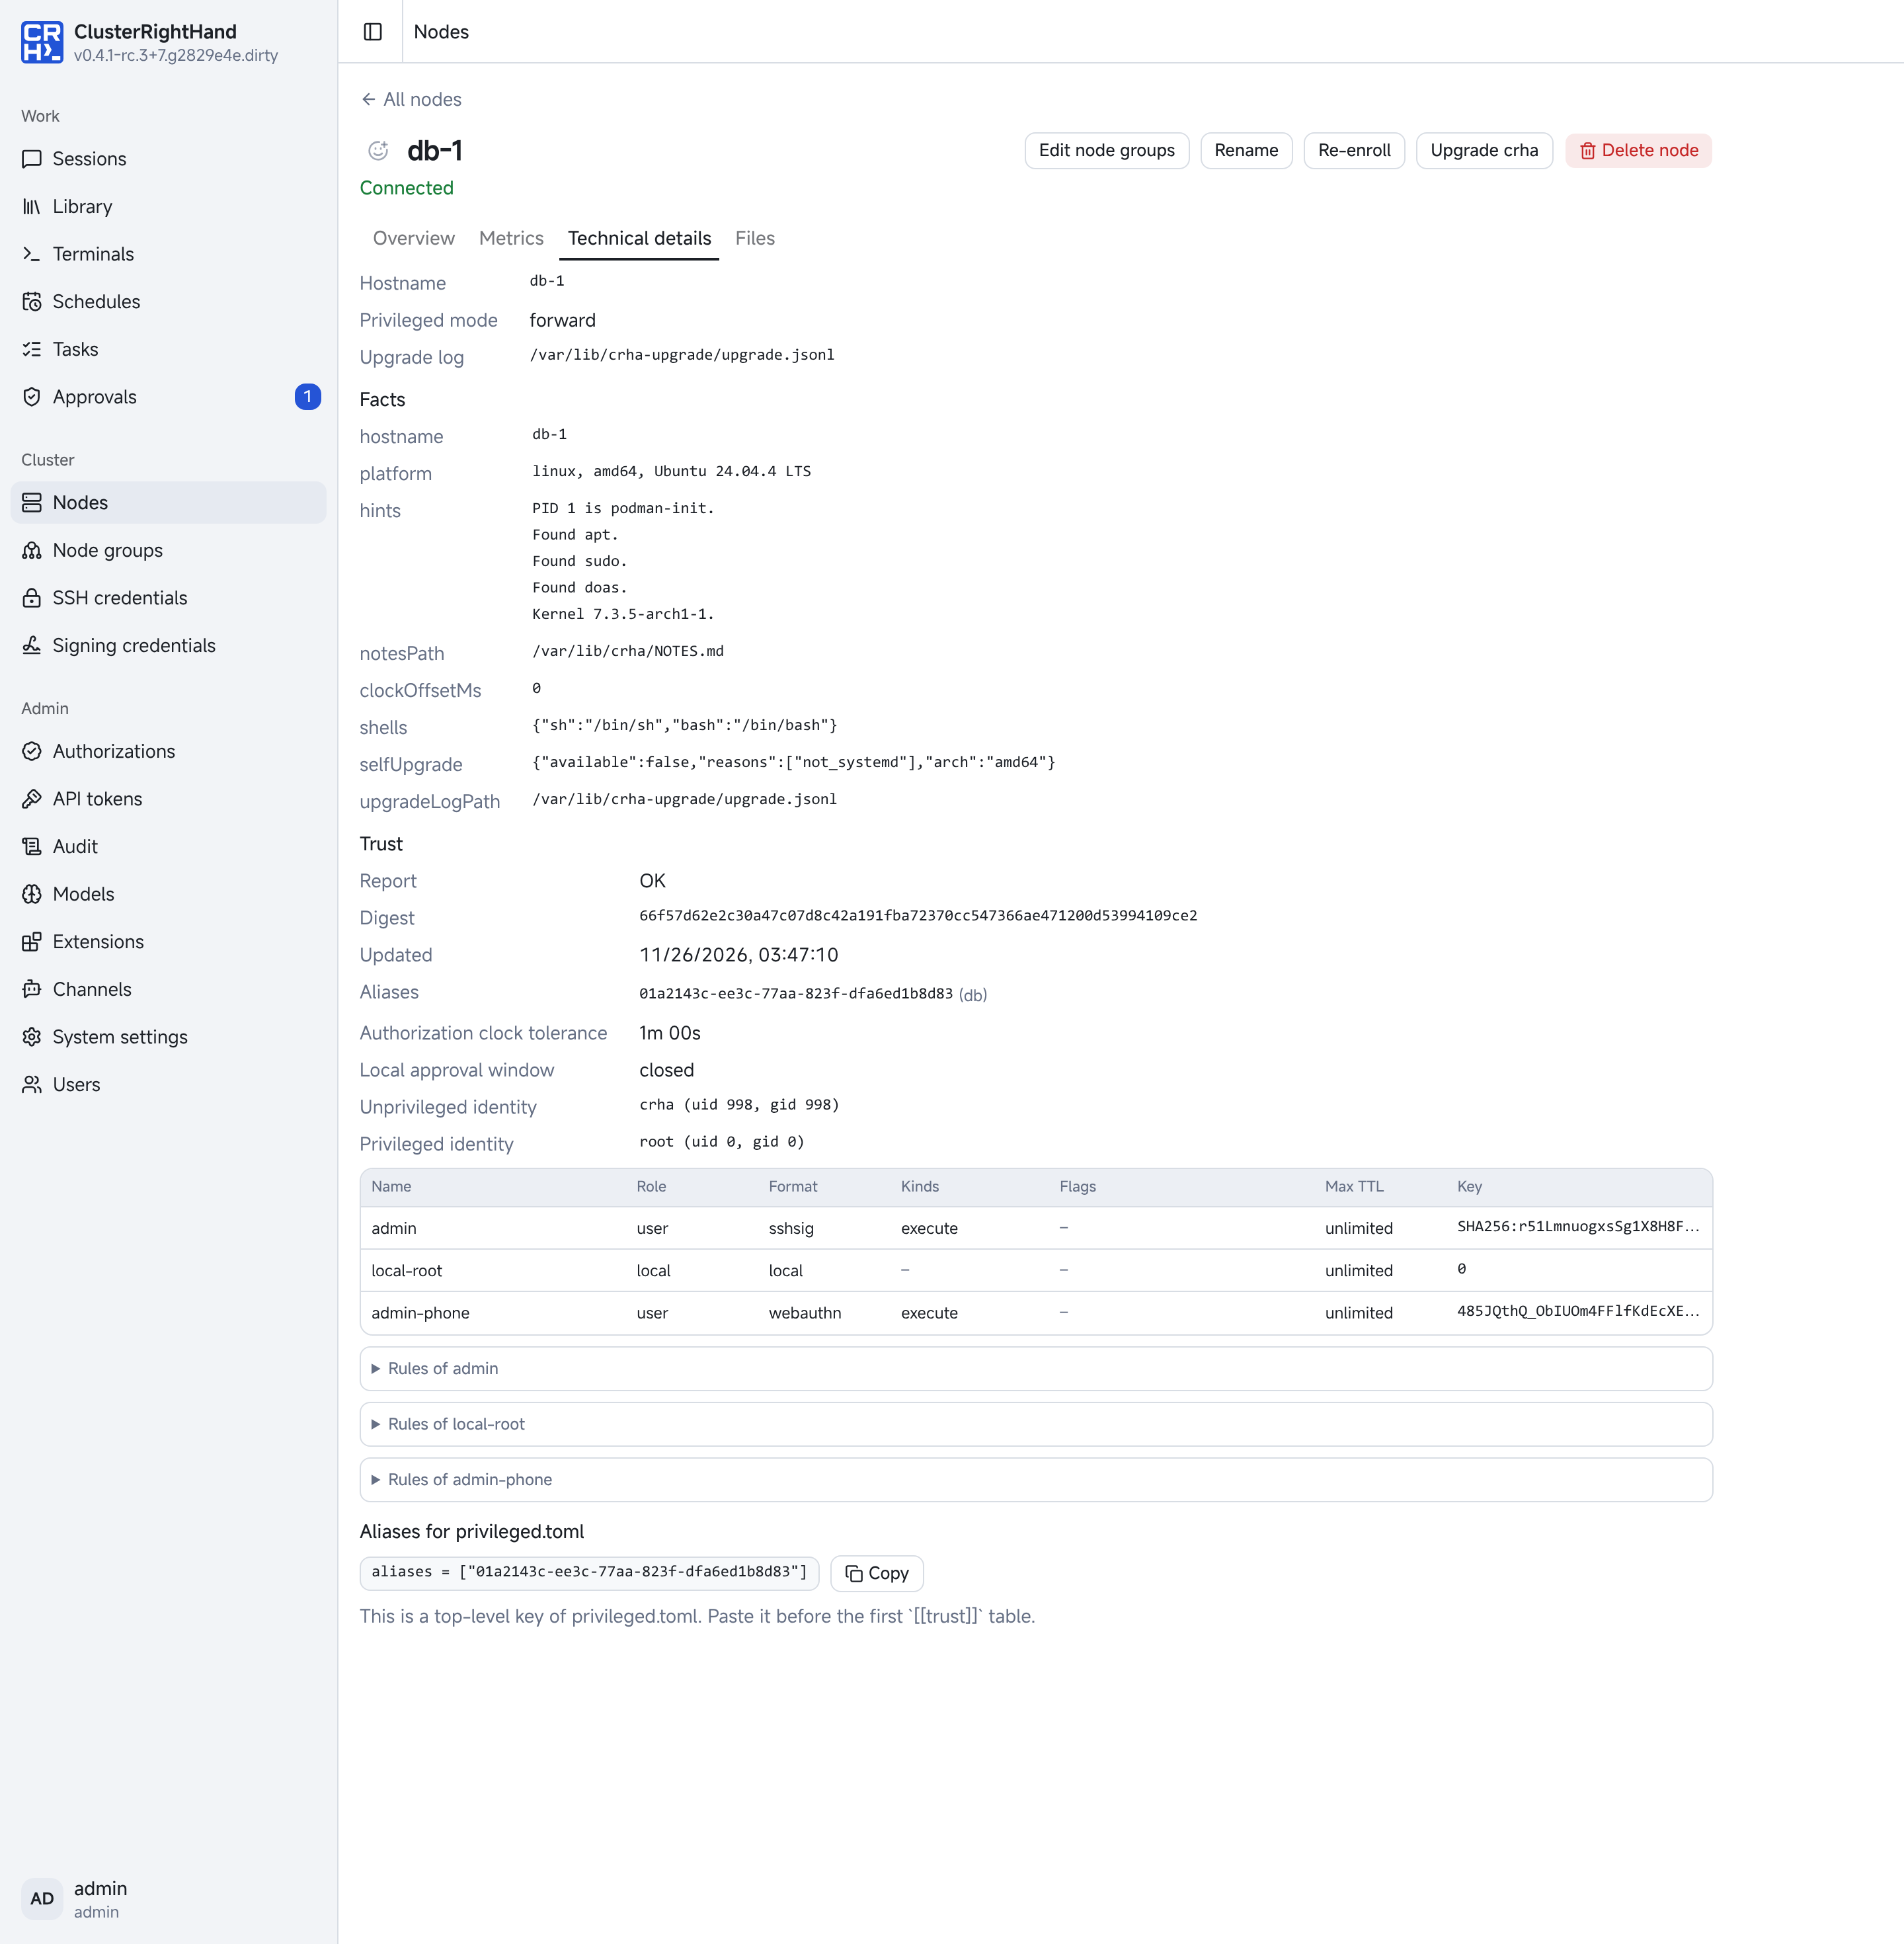 ClusterRightHand
v0.4.1-rc.3+7.g2829e4e.dirty
Work
Sessions
Library
Terminals
Schedules
Tasks
Approvals 1
Cluster
Nodes
Node groups
SSH credentials
Signing credentials
Admin
Authorizations
API tokens
Audit
Models
Extensions
Channels
System settings
Users
AD
admin
admin
Nodes
← All nodes
db-1
Edit node groups Rename Re-enroll Upgrade crha Delete node
Connected
Overview Metrics Technical details Files
Hostname db-1
Privileged mode forward
Upgrade log /var/lib/crha-upgrade/upgrade.jsonl
Facts
hostname db-1
platform linux, amd64, Ubuntu 24.04.4 LTS
hints PID 1 is podman-init.
Found apt.
Found sudo.
Found doas.
Kernel 7.3.5-arch1-1.
notesPath /var/lib/crha/NOTES.md
clockOffsetMs 0
shells {"sh":"/bin/sh","bash":"/bin/bash"}
selfUpgrade {"available":false,"reasons":["not_systemd"],"arch":"amd64"}
upgradeLogPath /var/lib/crha-upgrade/upgrade.jsonl
Trust
Report OK
Digest 66f57d62e2c30a47c07d8c42a191fba72370cc547366ae471200d53994109ce2
Updated 11/26/2026, 03:47:10
Aliases 01a2143c-ee3c-77aa-823f-dfa6ed1b8d83 (db)
Authorization clock tolerance 1m 00s
Local approval window closed
Unprivileged identity crha (uid 998, gid 998)
Privileged identity root (uid 0, gid 0)
Name Role Format Kinds Flags Max TTL Key
admin user sshsig execute – unlimited SHA256:r51LmnuogxsSg1X8H8F...
local-root local local – – unlimited 0
admin-phone user webauthn execute – unlimited 485JQthQ_ObIUOm4FFlfKdEcXE...
Rules of admin
Rules of local-root
Rules of admin-phone
Aliases for privileged.toml
aliases = ["01a2143c-ee3c-77aa-823f-dfa6ed1b8d83"] Copy
This is a top-level key of privileged.toml. Paste it before the first `[[trust]]` table.